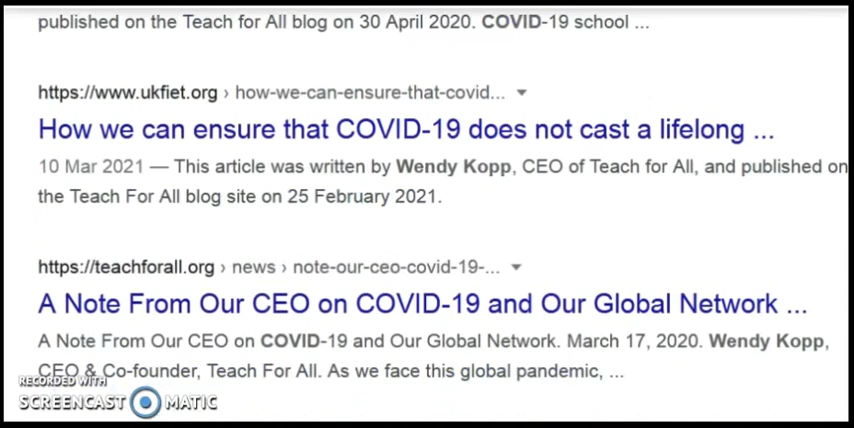 published on the Teach for All blog on 30 April 2020. COVID-19 school ...
https://www.ukfiet.org › how-we-can-ensure-that-covid...
How we can ensure that COVID-19 does not cast a lifelong ...
10 Mar 2021 — This article was written by Wendy Kopp, CEO of Teach for All, and published on
the Teach For All blog site on 25 February 2021.
https://teachforall.org › news › note-our-ceo-covid-19-...
A Note From Our CEO on COVID-19 and Our Global Network ...
A Note From Our CEO on COVID-19 and Our Global Network. March 17, 2020. Wendy Kopp,
CEO & Co-founder, Teach For All. As we face this global pandemic, ...
RECORDED WITH
SCREENCAST MATIC